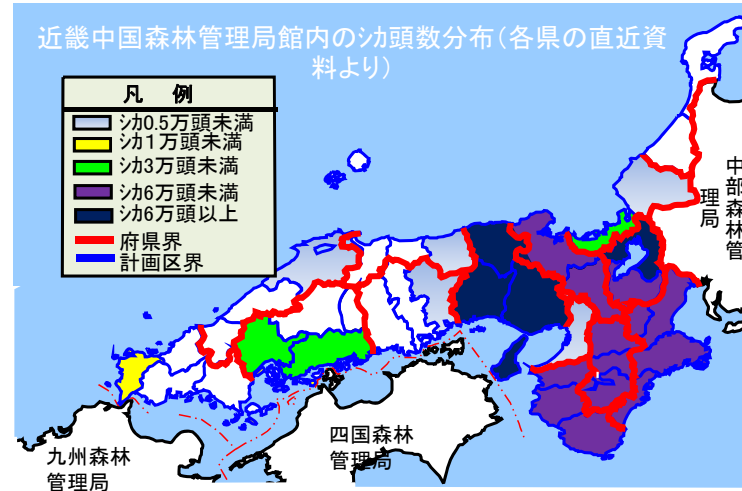 近畿中国森林管理局館内のｼｶ頭数分布(各県の直近資
料より)
凡 例
ｼｶ0.5万頭未満
ｼｶ1万頭未満
ｼｶ3万頭未満
ｼｶ6万頭未満
ｼｶ6万頭以上
府県界
計画区界
中部森林管
理局
四国森林
管理局
九州森林
管理局